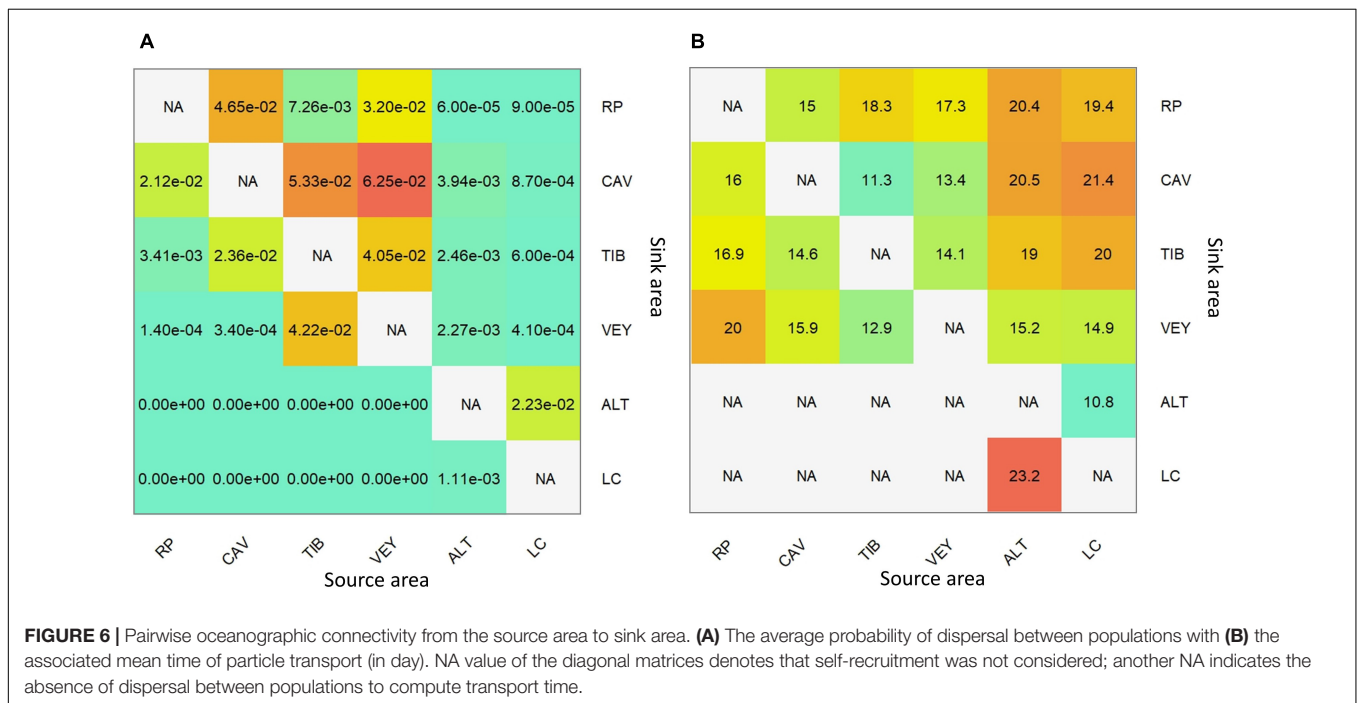 A
B
NA 4.65e-02 7.26e-03 3.20e-02 6.00e-05 9.00e-05 RP
2.12e-02 NA 5.33e-02 6.25e-02 3.94e-03 8.70e-04 CAV
3.41e-03 2.36e-02 NA 4.05e-02 2.46e-03 6.00e-04 TIB
1.40e-04 3.40e-04 4.22e-02 NA 2.27e-03 4.10e-04 VEY
0.00e+00 0.00e+00 0.00e+00 0.00e+00 NA 2.23e-02 ALT
0.00e+00 0.00e+00 0.00e+00 0.00e+00 1.11e-03 NA LC
Sink area
RP CAV TIB VEY ALT LC
Source area
NA 15 18.3 17.3 20.4 19.4 RP
16 NA 11.3 13.4 20.5 21.4 CAV
16.9 14.6 NA 14.1 19 20 TIB
20 15.9 12.9 NA 15.2 14.9 VEY
NA NA NA NA NA 10.8 ALT
NA NA NA NA 23.2 NA LC
Sink area
RP CAV TIB VEY ALT LC
Source area
FIGURE 6 | Pairwise oceanographic connectivity from the source area to sink area. (A) The average probability of dispersal between populations with (B) the
associated mean time of particle transport (in day). NA value of the diagonal matrices denotes that self-recruitment was not considered; another NA indicates the
absence of dispersal between populations to compute transport time.